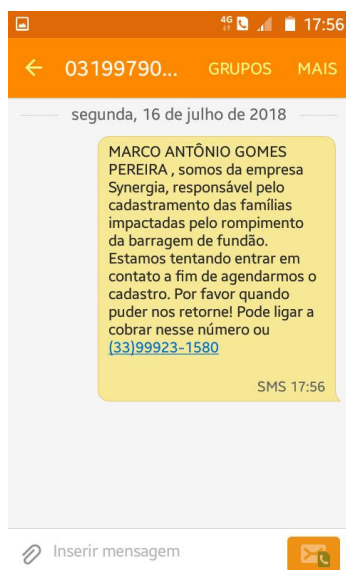 4G 17:56
03199790... GRUPOS MAIS
segunda, 16 de julho de 2018
MARCO ANTÔNIO GOMES
PEREIRA , somos da empresa
Synergia, responsável pelo
cadastramento das famílias
impactadas pelo rompimento
da barragem de fundão.
Estamos tentando entrar em
contato a fim de agendarmos o
cadastro. Por favor quando
puder nos retorne! Pode ligar a
cobrar nesse número ou
(33)99923-1580
SMS 17:56
Inserir mensagem